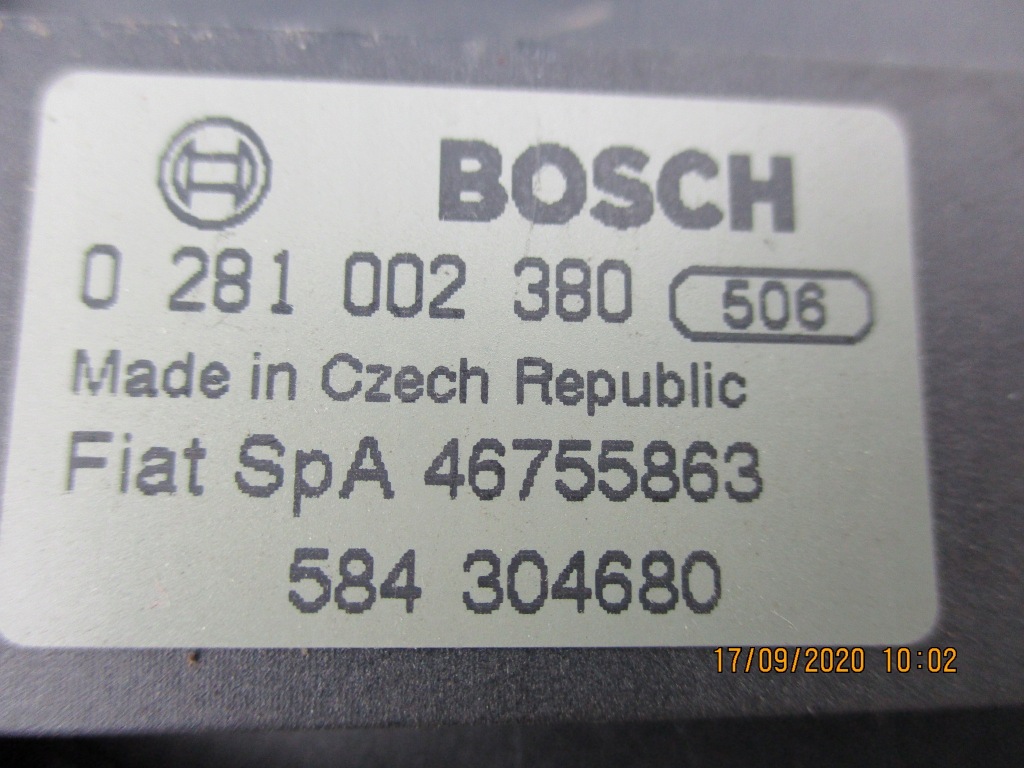 BOSCH
0 281 002 380 506
Made in Czech Republic
Fiat SpA 46755863
584 304680
17/09/2020 10:02